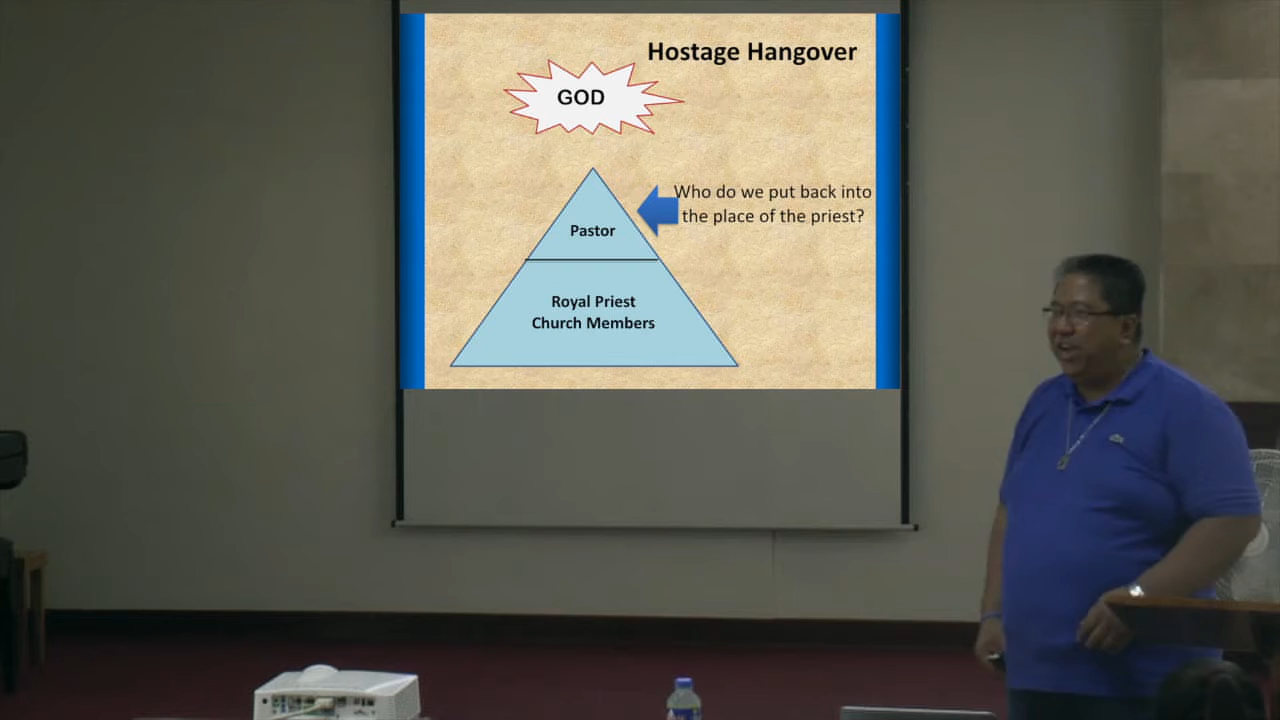 Hostage Hangover
GOD
Who do we put back into
the place of the priest?
Pastor
Royal Priest
Church Members